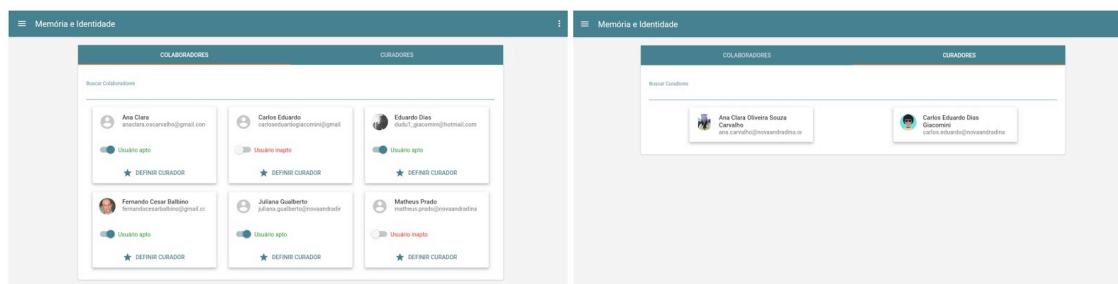 Memória e Identidade
COLABORADORES
CURADORES
Buscar Colaboradores
Ana Clara
anaclara.oscarvalho@gmail.con
Usuário apto
DEFINIR CURADOR
Carlos Eduardo
carloseduardogiacomini@gmail
Usuário inapto
DEFINIR CURADOR
Eduardo Dias
dudu1_giacomini@hotmail.com
Usuário apto
DEFINIR CURADOR
Fernando Cesar Balbino
fernandocesarbalbino@gmail.cc
Usuário apto
DEFINIR CURADOR
Juliana Gualberto
juliana.gualberto@novaandradir
Usuário apto
DEFINIR CURADOR
Matheus Prado
matheus.prado@novaandradina
Usuário inapto
DEFINIR CURADOR
Memória e Identidade
COLABORADORES
CURADORES
Buscar Curadores
Ana Clara Oliveira Souza
Carvalho
ana.carvalho@novaandradina.oe
Carlos Eduardo Dias
Giacomini
carlos.eduardo@novaandradina